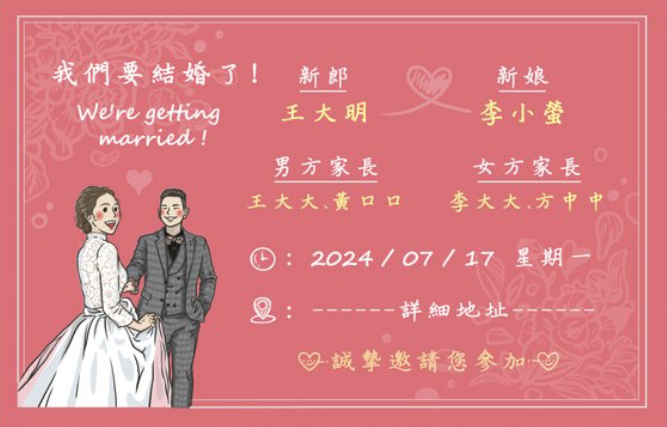 我們要結婚了!
We're getting
married !
新郎
王大明
新娘
李小螢
男方家長
王大大、黃口口
女方家長
李大大、方中中
: 2024 / 07 / 17 星期一
: ------詳細地址------
誠摯邀請您參加